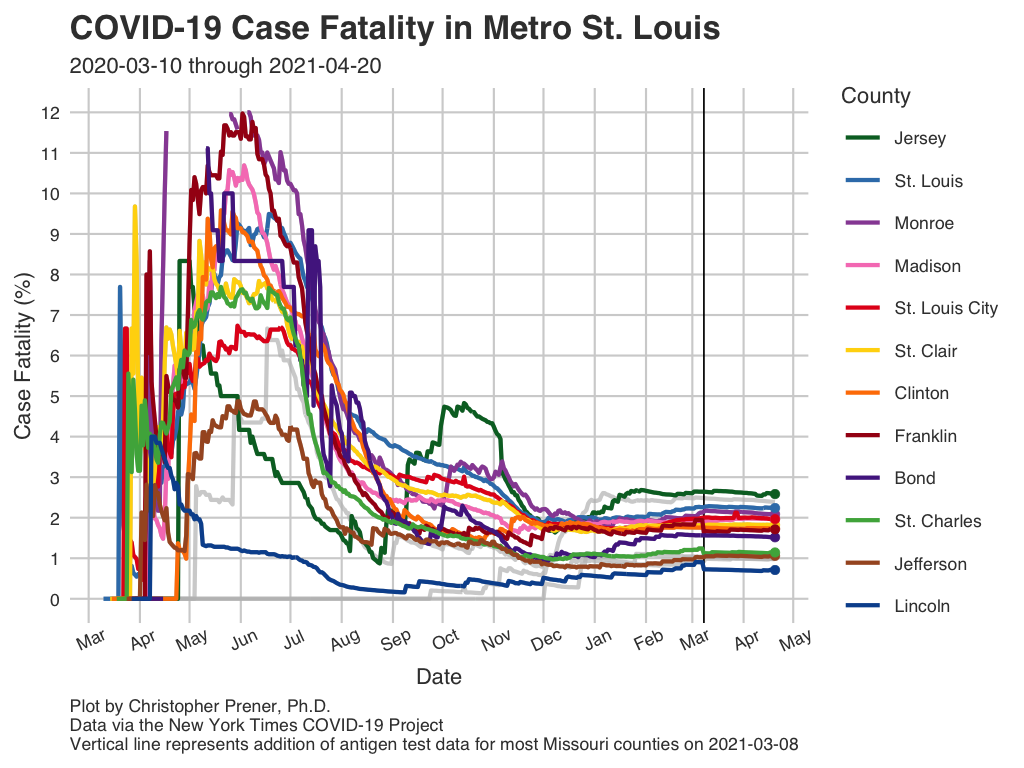 COVID-19 Case Fatality in Metro St. Louis
2020-03-10 through 2021-04-20
Case Fatality (%)
12
11
10
9
8
7
6
5
4
3
2
1
0
Mar Apr May Jun Jul Aug Sep Oct Nov Dec Jan Feb Mar Apr May
Date
County
Jersey
St. Louis
Monroe
Madison
St. Louis City
St. Clair
Clinton
Franklin
Bond
St. Charles
Jefferson
Lincoln
Plot by Christopher Prener, Ph.D.
Data via the New York Times COVID-19 Project
Vertical line represents addition of antigen test data for most Missouri counties on 2021-03-08